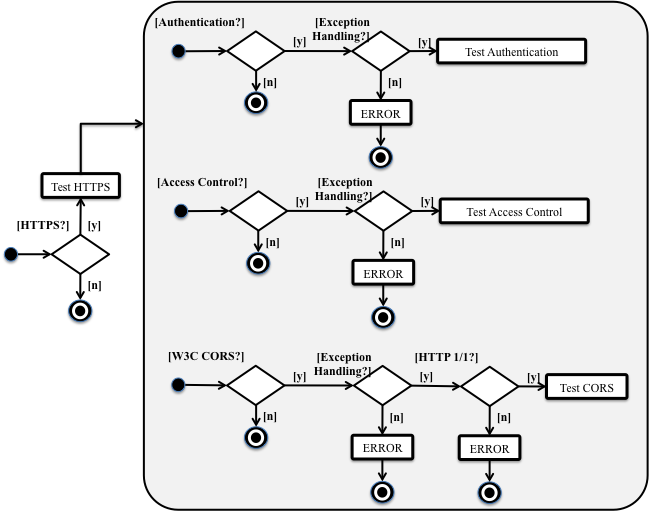 [Authentication?]
[Exception
Handling?]
[y]
[y]
Test Authentication
[n]
[n]
ERROR
Test HTTPS
[HTTPS?]
[y]
[n]
[Access Control?]
[Exception
Handling?]
[y]
[y]
Test Access Control
[n]
[n]
ERROR
[W3C CORS?]
[Exception
Handling?]
[HTTP 1/1?]
[y]
[y]
[y]
Test CORS
[n]
[n]
[n]
ERROR
ERROR